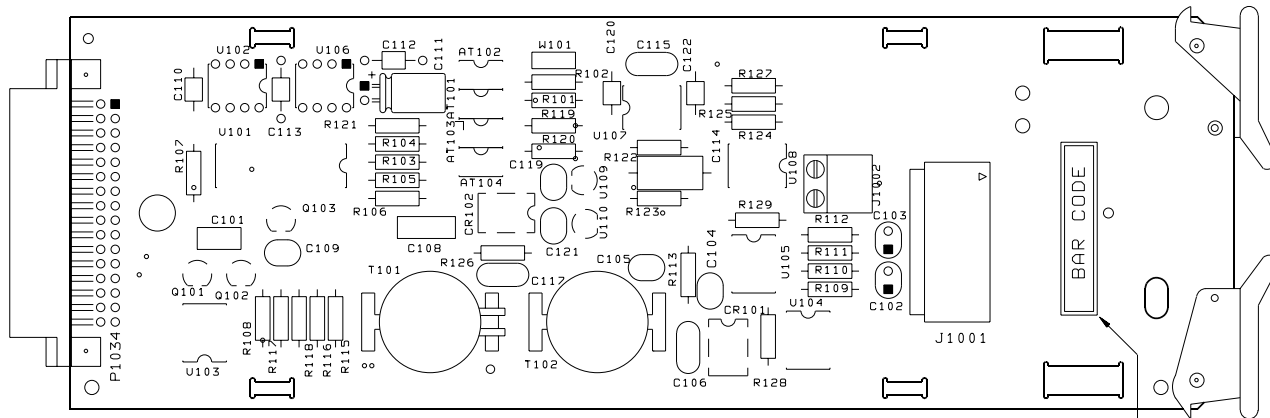 U102
U106
C112
C111
AT102
W101
C120
C115
C122
C110
R102
R127
AT101
R101
R125
U101
C113
R121
R119
U107
R124
R107
R104
AT103
R120
C114
R103
C119
R122
U108
R105
AT104
U109
J1002
R106
CR102
R123
Q103
R129
R112
C103
C101
C109
C108
U110
C121
R126
C104
R111
BAR CODE
T101
C117
C105
R113
U105
R110
Q101
Q102
R109
C102
R108
R117
R118
R116
R115
CR101
U104
J1001
P1034
U103
T102
C106
R128